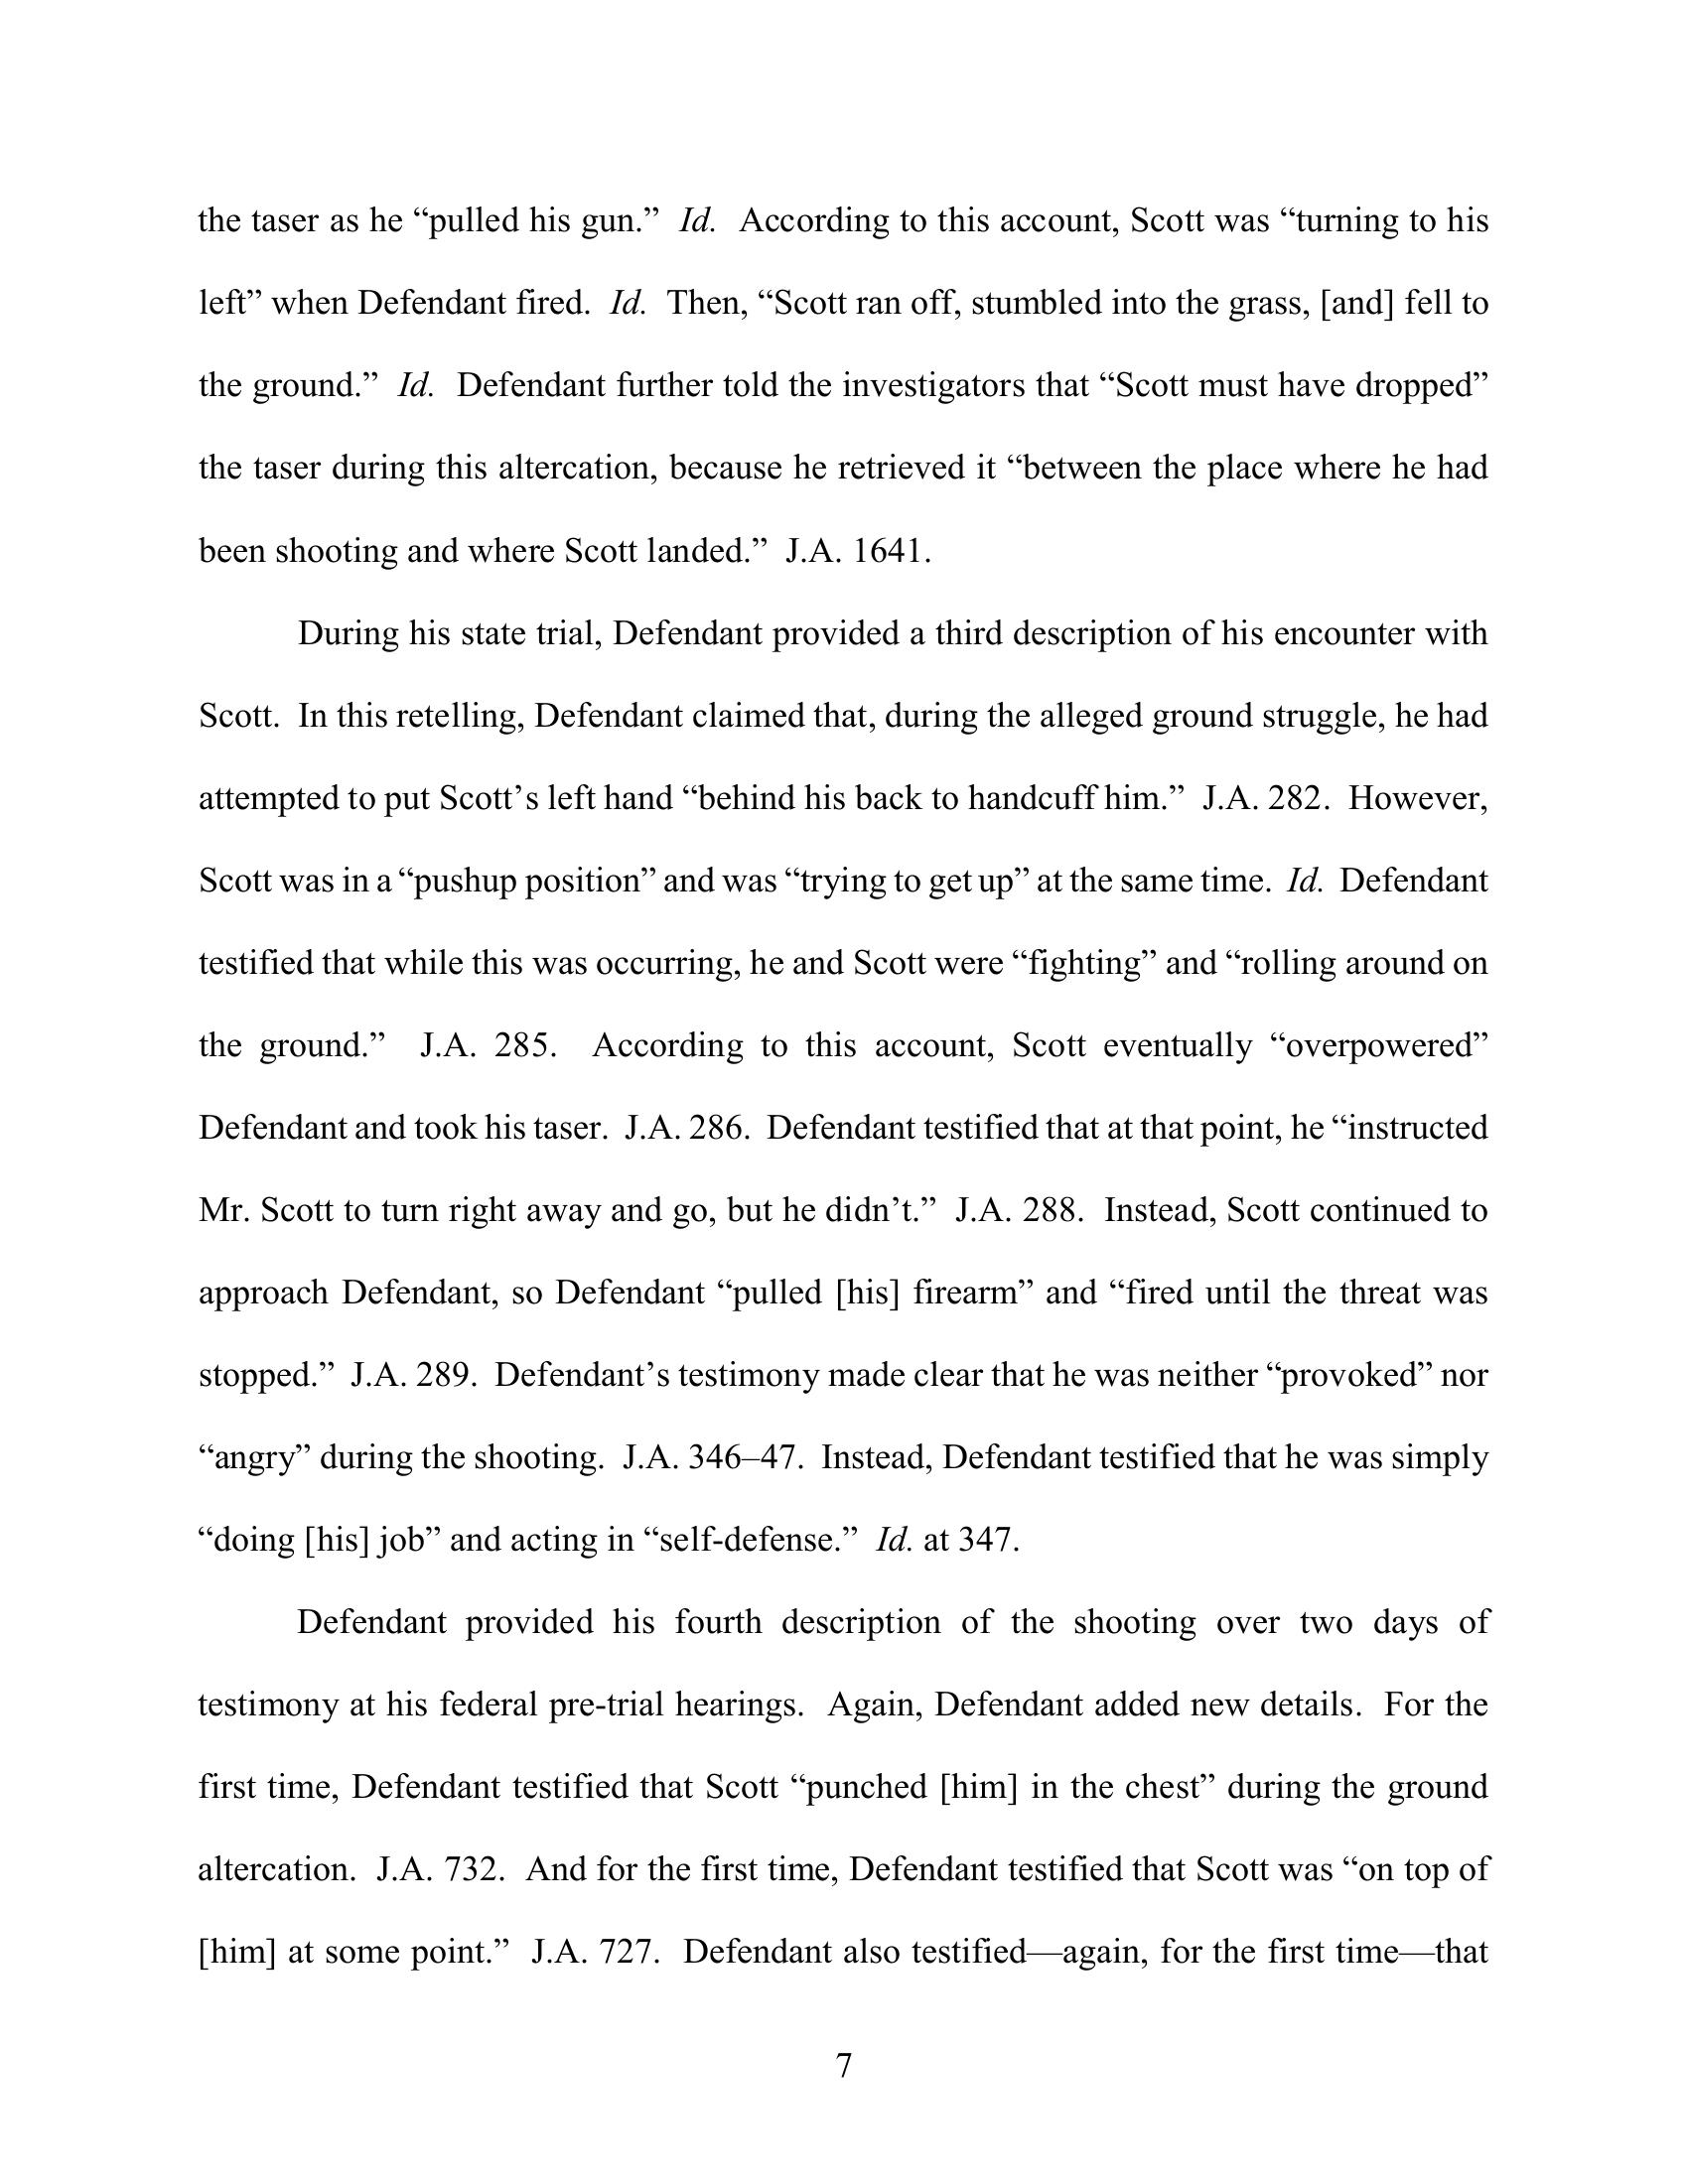 the taser as he “pulled his gun.” Id. According to this account, Scott was “turning to his
left” when Defendant fired. Id. Then, “Scott ran off, stumbled into the grass, [and] fell to
the ground.” Id. Defendant further told the investigators that “Scott must have dropped”
the taser during this altercation, because he retrieved it “between the place where he had
been shooting and where Scott landed.” J.A. 1641.
During his state trial, Defendant provided a third description of his encounter with
Scott. In this retelling, Defendant claimed that, during the alleged ground struggle, he had
attempted to put Scott’s left hand “behind his back to handcuff him.” J.A. 282. However,
Scott was in a “pushup position” and was “trying to get up” at the same time. Id. Defendant
testified that while this was occurring, he and Scott were “fighting” and “rolling around on
the ground.” J.A. 285. According to this account, Scott eventually “overpowered”
Defendant and took his taser. J.A. 286. Defendant testified that at that point, he “instructed
Mr. Scott to turn right away and go, but he didn’t.” J.A. 288. Instead, Scott continued to
approach Defendant, so Defendant “pulled [his] firearm” and “fired until the threat was
stopped.” J.A. 289. Defendant’s testimony made clear that he was neither “provoked” nor
“angry” during the shooting. J.A. 346–47. Instead, Defendant testified that he was simply
“doing [his] job” and acting in “self-defense.” Id. at 347.
Defendant provided his fourth description of the shooting over two days of
testimony at his federal pre-trial hearings. Again, Defendant added new details. For the
first time, Defendant testified that Scott “punched [him] in the chest” during the ground
altercation. J.A. 732. And for the first time, Defendant testified that Scott was “on top of
[him] at some point.” J.A. 727. Defendant also testified—again, for the first time—that
7